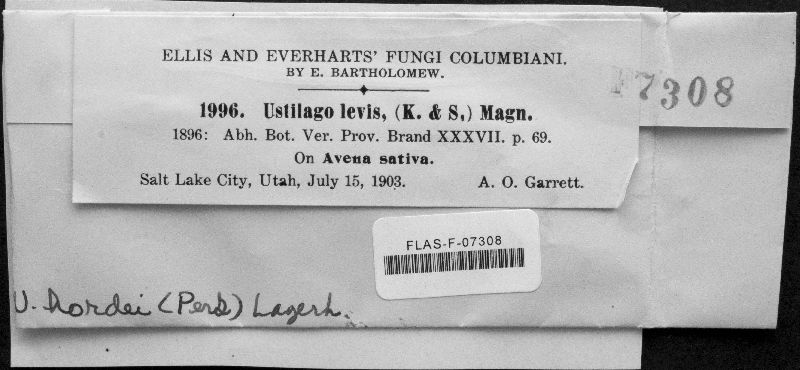 ELLIS AND EVERHARTS' FUNGI COLUMBIANI.
BY E. BARTHOLOMEW.
F7308
1996. Ustilago levis, (K. & S,) Magn.
1896: Abh. Bot. Ver. Prov. Brand XXXVII. p. 69.
On Avena sativa.
Salt Lake City, Utah, July 15, 1903. A. O. Garrett.
FLAS-F-07308
U. hordei (Pers) Lagerh.